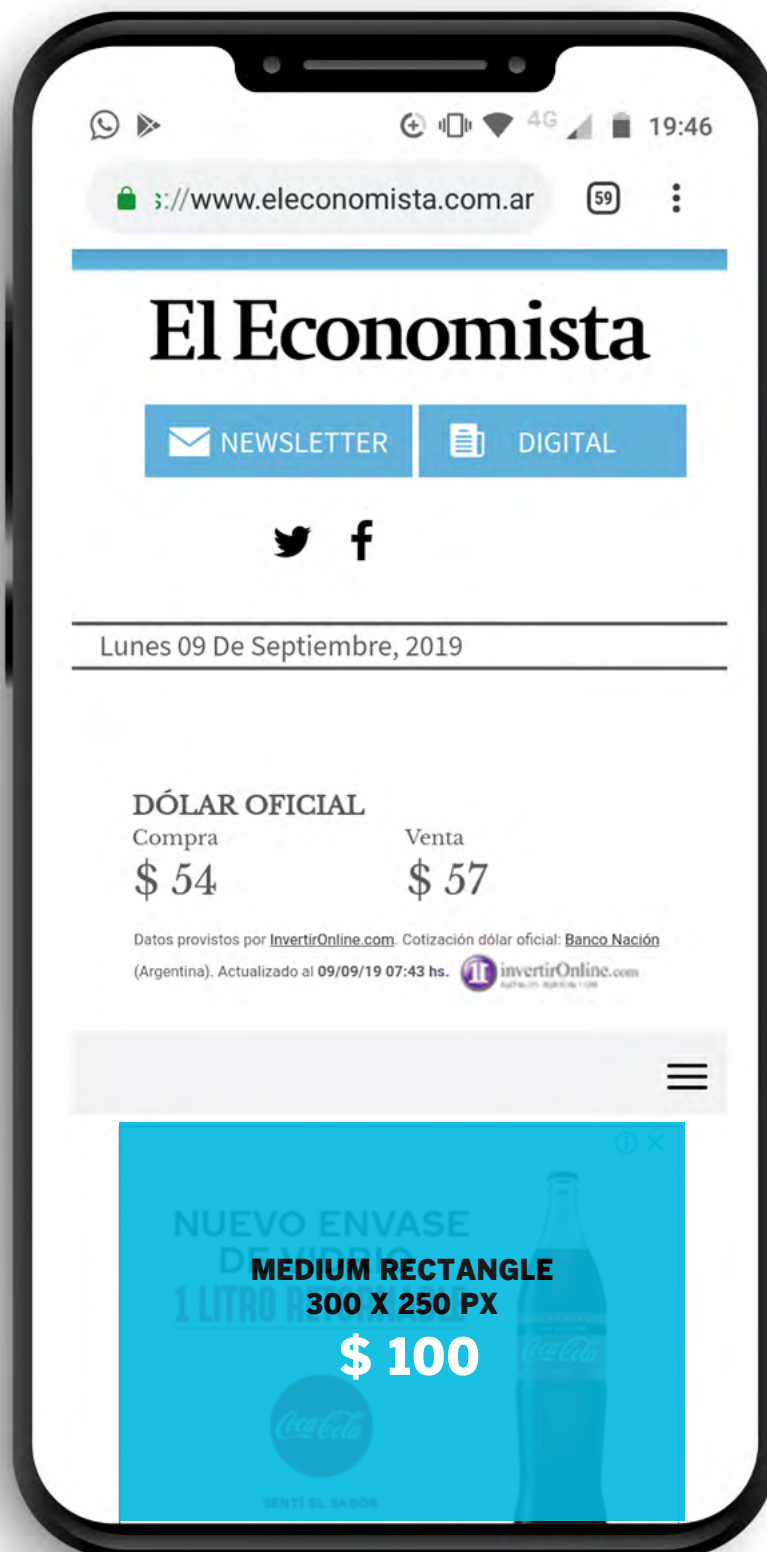 4G 19:46
s://www.eleconomista.com.ar 59
El Economista
NEWSLETTER DIGITAL
Lunes 09 De Septiembre, 2019
DÓLAR OFICIAL
Compra Venta
$ 54 $ 57
Datos provistos por InvertirOnline.com. Cotización dólar oficial: Banco Nación
(Argentina). Actualizado al 09/09/19 07:43 hs. invertirOnline.com
NUEVO ENVASE
DE VIDRIO
MEDIUM RECTANGLE
1 LITRO RETORNABLE
300 X 250 PX
$ 100
Coca-Cola
Coca-Cola
SENTÍ EL SABOR